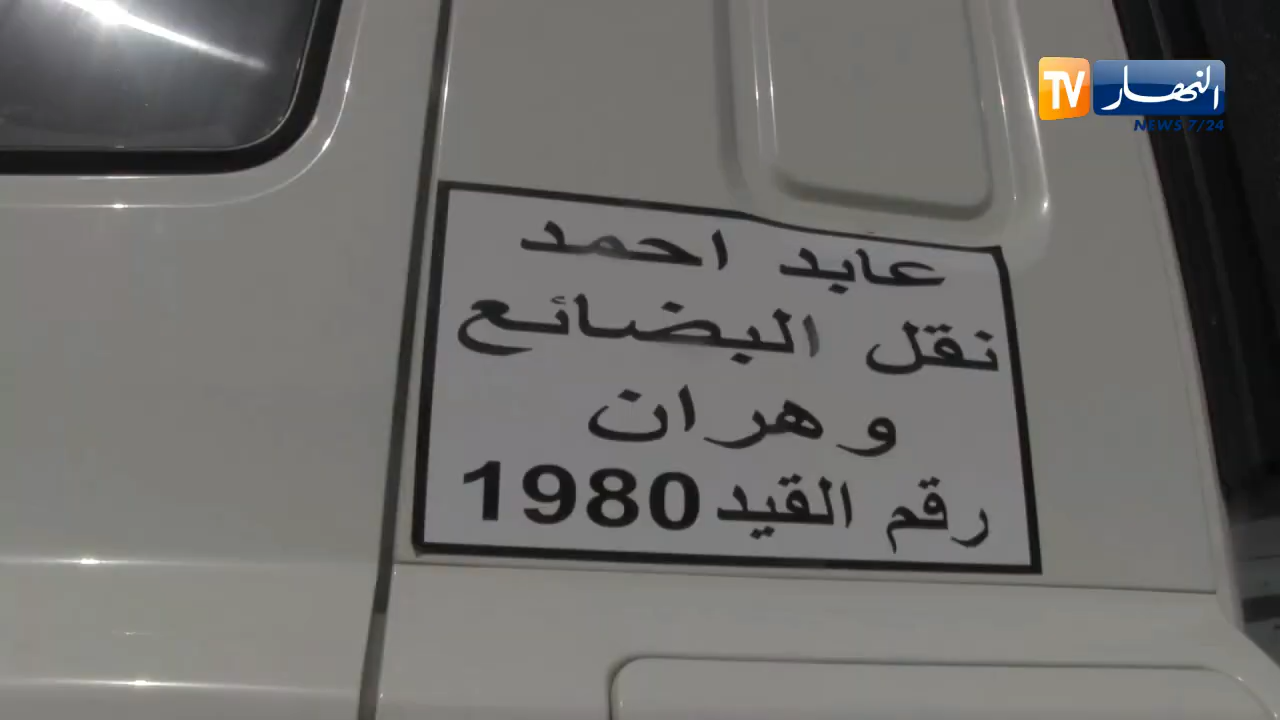 TV النهار
NEWS 7/24
عابد احمد
نقل البضائع
وهران
رقم القيد 1980